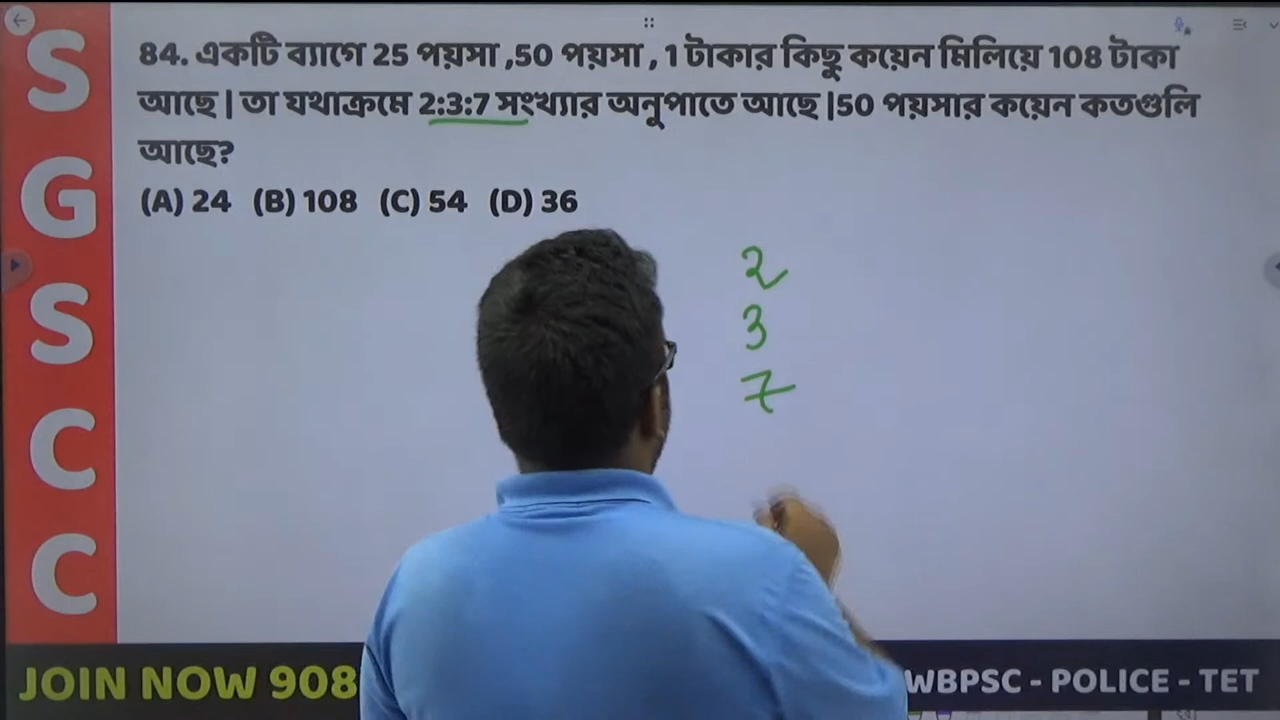 S
G
S
C
C
84. একটি ব্যাগে 25 পয়সা ,50 পয়সা , 1 টাকার কিছু কয়েন মিলিয়ে 108 টাকা
আছে | তা যথাক্রমে 2:3:7 সংখ্যার অনুপাতে আছে |50 পয়সার কয়েন কতগুলি
আছে?
(A) 24 (B) 108 (C) 54 (D) 36
2
3
7
JOIN NOW 908
WBPSC - POLICE - TET